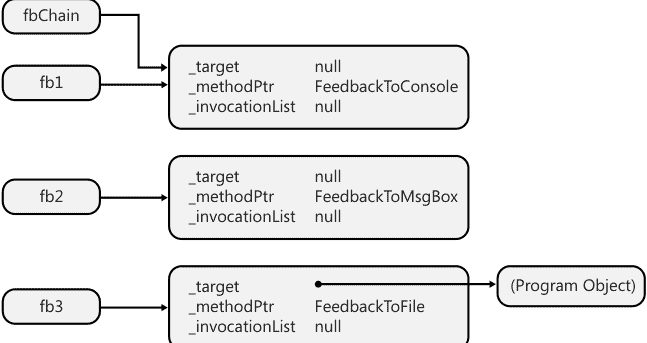 fbChain
fb1
_target null
_methodPtr FeedbackToConsole
_invocationList null
fb2
_target null
_methodPtr FeedbackToMsgBox
_invocationList null
fb3
_target
_methodPtr FeedbackToFile
_invocationList null
(Program Object)